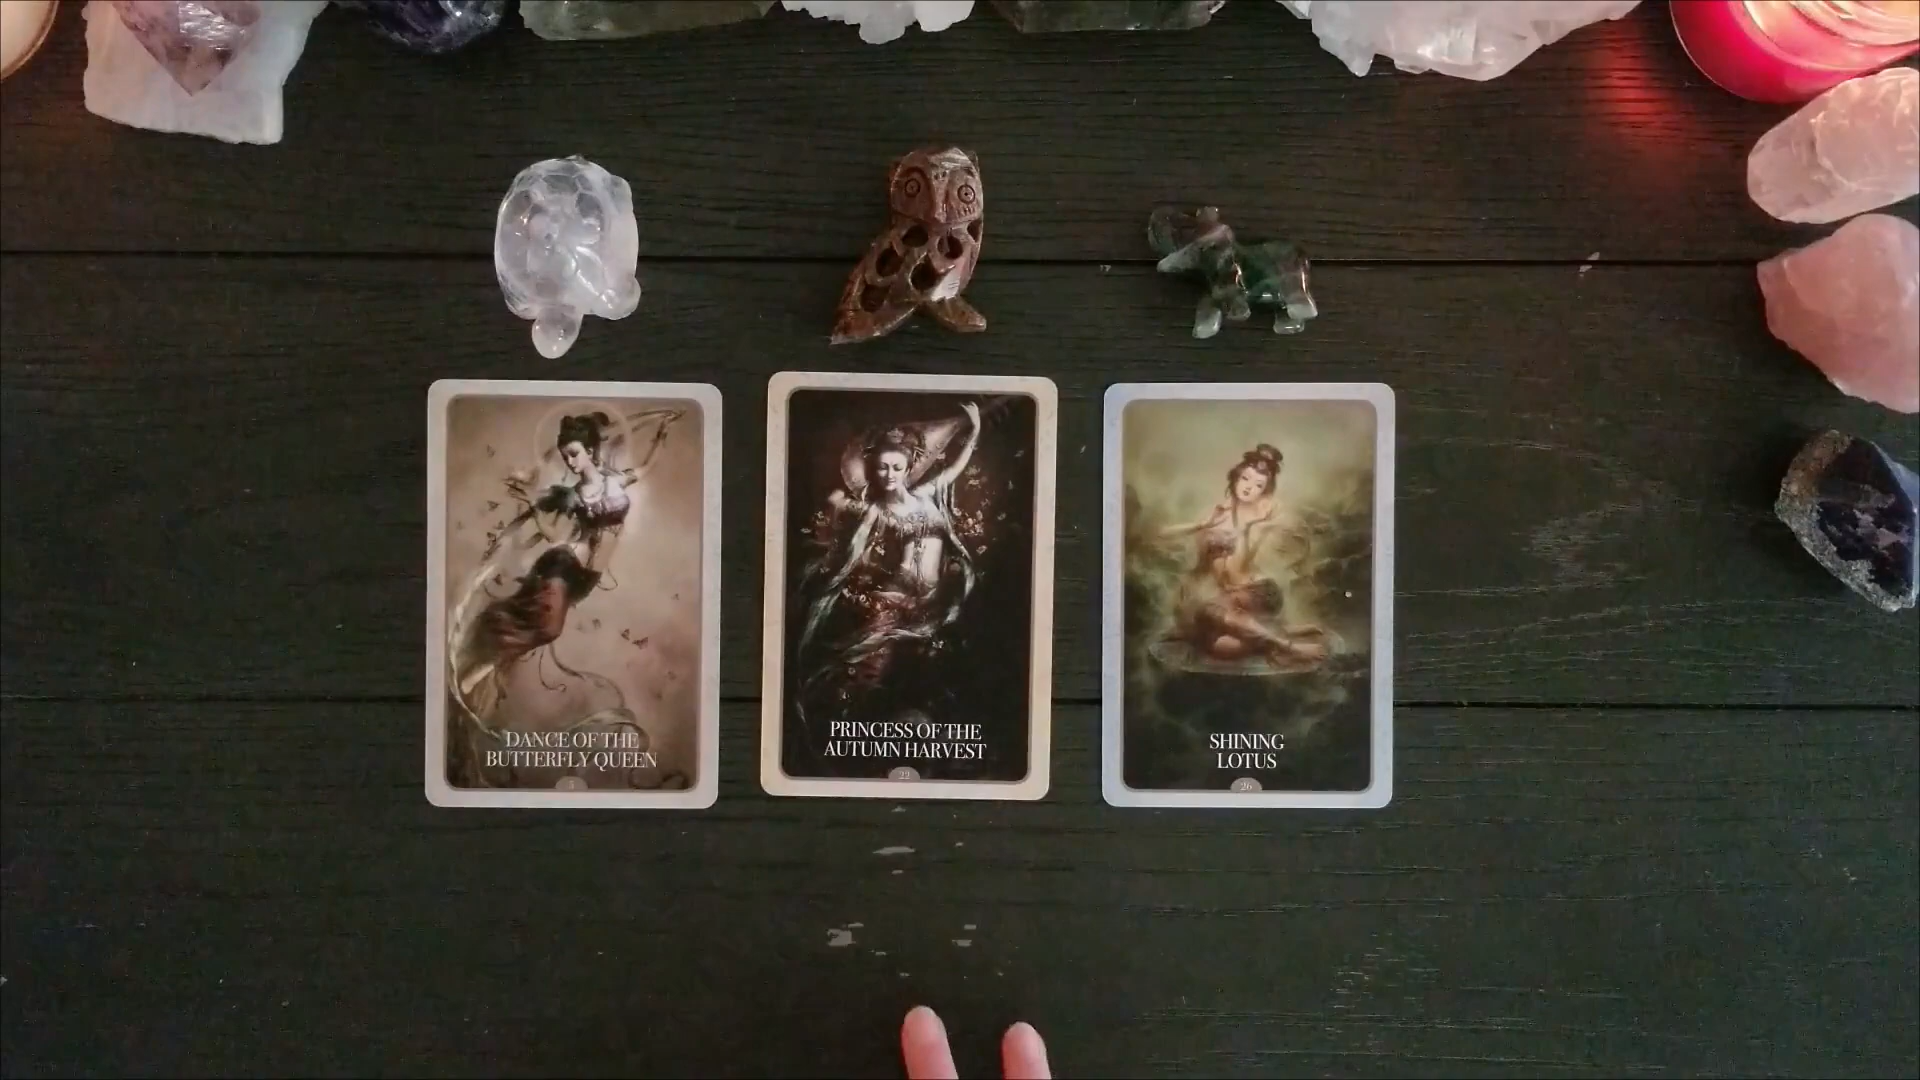 DANCE OF THE
BUTTERFLY QUEEN
PRINCESS OF THE
AUTUMN HARVEST
22
SHINING
LOTUS
26